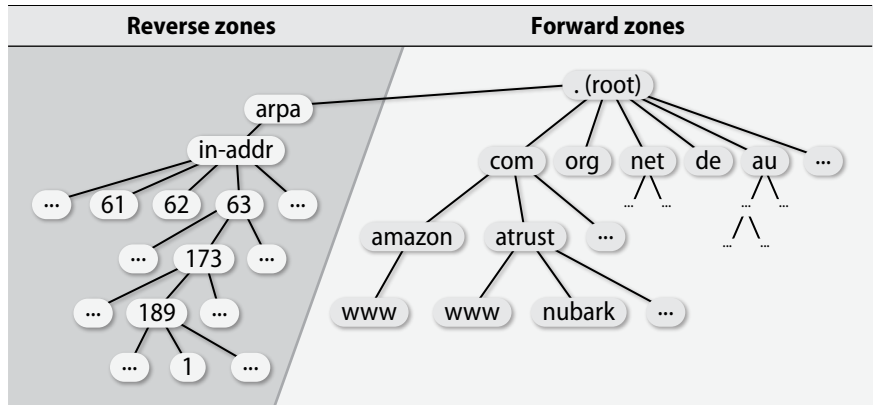 Reverse zones Forward zones
. (root)
arpa
in-addr com org net de au ...
... 61 62 63 ... ... ... ... ...
amazon atrust ... ... ...
... 173 ...
... 189 ... www www nubark ...
... 1 ...